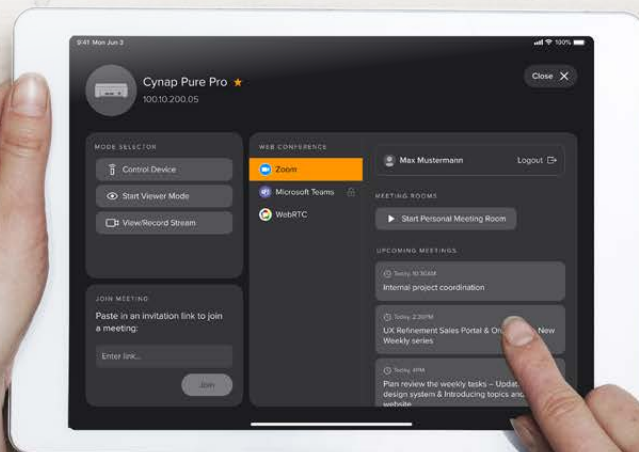 9:41 Mon Jun 3
100%
Cynap Pure Pro
100.10.200.05
Close
MODE SELECTOR
Control Device
Start Viewer Mode
View/Record Stream
JOIN MEETING
Paste in an invitation link to join
a meeting:
Enter link...
Join
WEB CONFERENCE
Zoom
Microsoft Teams
WebRTC
Max Mustermann
Logout
MEETING ROOMS
Start Personal Meeting Room
UPCOMING MEETINGS
Today, 10:30AM
Internal project coordination
Today, 2:30PM
UX Refinement Sales Portal & New
Weekly series
Today, 4PM
Plan review the weekly tasks –
design system & Introducing topics
website